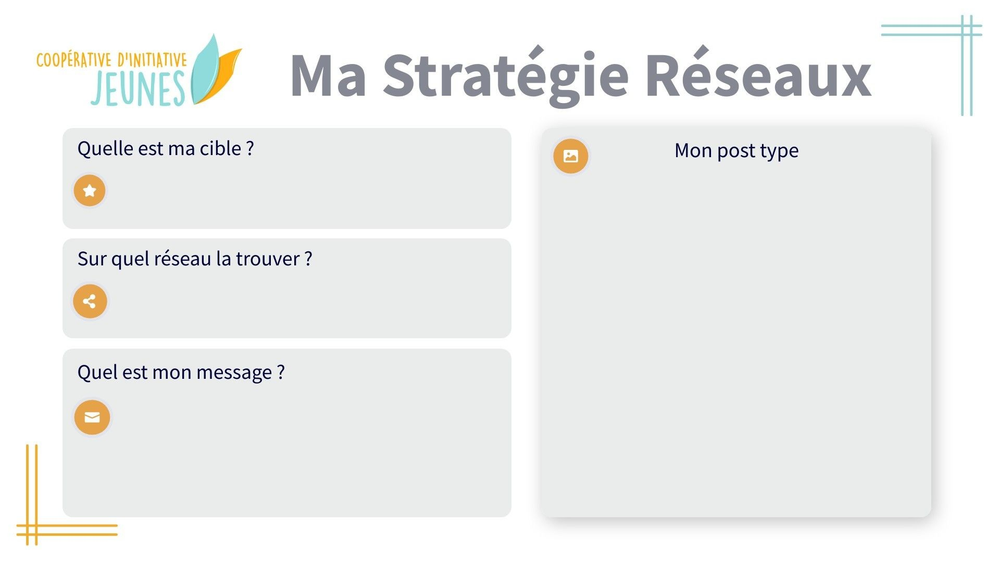 COOPÉRATIVE D'INITIATIVE
JEUNES
Ma Stratégie Réseaux
Quelle est ma cible ?
Sur quel réseau la trouver ?
Quel est mon message ?
Mon post type